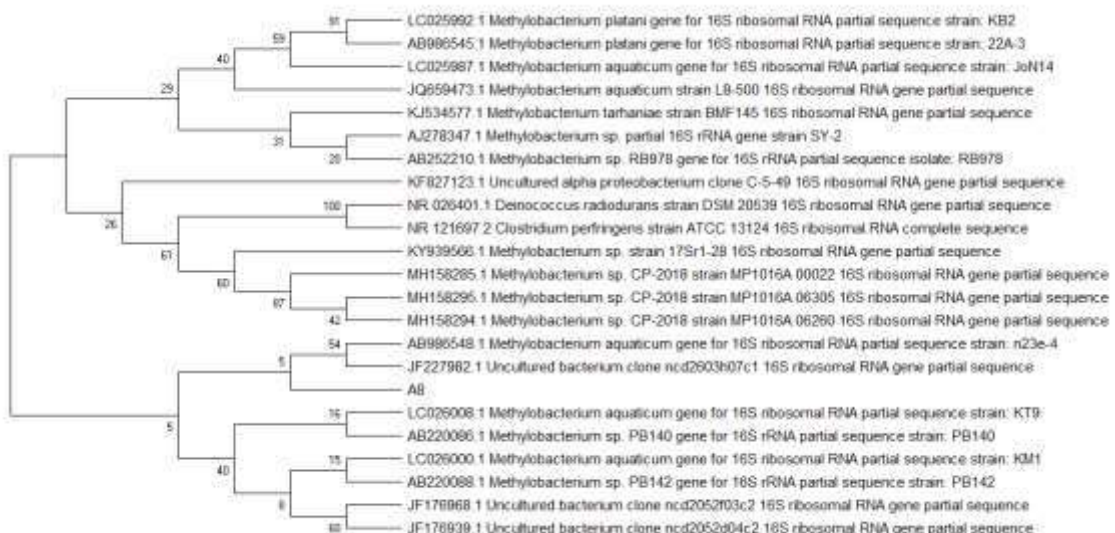 91 LC025992.1 Methylobacterium platani gene for 16S ribosomal RNA partial sequence strain: KB2
59
AB986545.1 Methylobacterium platani gene for 16S ribosomal RNA partial sequence strain: 22A-3
40 LC025987.1 Methylobacterium aquaticum gene for 16S ribosomal RNA partial sequence strain: JoN14
29 JQ659473.1 Methylobacterium aquaticum strain L8-500 16S ribosomal RNA gene partial sequence
KJ534577.1 Methylobacterium tarhaniae strain BMF145 16S ribosomal RNA gene partial sequence
AJ278347.1 Methylobacterium sp. partial 16S rRNA gene strain SY-2
20 AB252210.1 Methylobacterium sp. RB978 gene for 16S rRNA partial sequence isolate: RB978
KF827123.1 Uncultured alpha proteobacterium clone C-5-49 16S ribosomal RNA gene partial sequence
100 NR 026401.1 Deinococcus radiodurans strain DSM 20539 16S ribosomal RNA gene partial sequence
26 NR 121697.2 Clostridium perfringens strain ATCC 13124 16S ribosomal RNA complete sequence
61 KY939566.1 Methylobacterium sp. strain 17Sr1-28 16S ribosomal RNA gene partial sequence
60 MH158285.1 Methylobacterium sp. CP-2018 strain MP1016A 00022 16S ribosomal RNA gene partial sequence
MH158295.1 Methylobacterium sp. CP-2018 strain MP1016A 06305 16S ribosomal RNA gene partial sequence
42 MH158294.1 Methylobacterium sp. CP-2018 strain MP1016A 06260 16S ribosomal RNA gene partial sequence
54 AB986548.1 Methylobacterium aquaticum gene for 16S ribosomal RNA partial sequence strain: n23e-4
JF227982.1 Uncultured bacterium clone ncd2603h07c1 16S ribosomal RNA gene partial sequence
A8
16 LC026008.1 Methylobacterium aquaticum gene for 16S ribosomal RNA partial sequence strain: KT9
5 AB220086.1 Methylobacterium sp. PB140 gene for 16S rRNA partial sequence strain: PB140
15 LC026000.1 Methylobacterium aquaticum gene for 16S ribosomal RNA partial sequence strain: KM1
40 AB220088.1 Methylobacterium sp. PB142 gene for 16S rRNA partial sequence strain: PB142
JF176968.1 Uncultured bacterium clone ncd2052f03c2 16S ribosomal RNA gene partial sequence
60 JF176939.1 Uncultured bacterium clone ncd2052d04c2 16S ribosomal RNA gene partial sequence